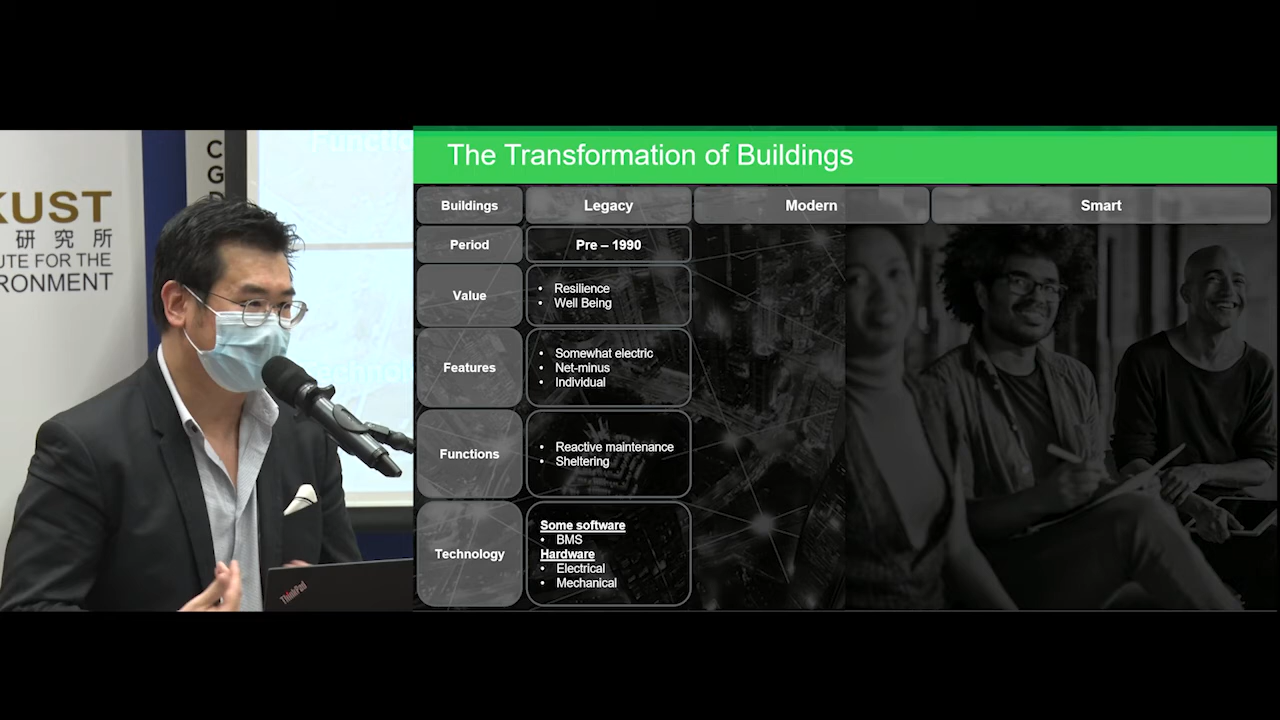 KUST
研究所
UTE FOR THE
RONMENT
C
G
ThinkPad
The Transformation of Buildings
Buildings
Legacy
Modern
Smart
Period
Pre – 1990
Value
• Resilience
• Well Being
Features
• Somewhat electric
• Net-minus
• Individual
Functions
• Reactive maintenance
• Sheltering
Technology
Some software
• BMS
Hardware
• Electrical
• Mechanical